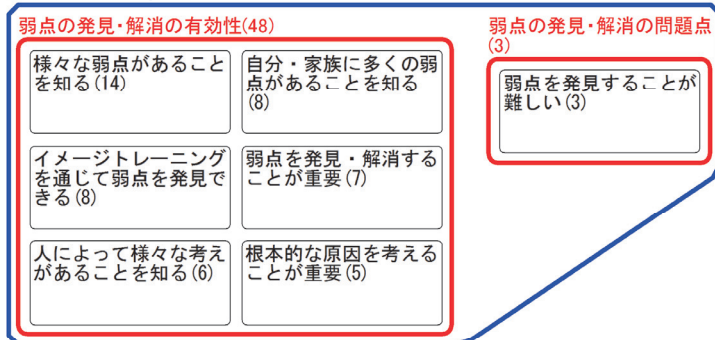 弱点の発見・解消の有効性(48)
様々な弱点があること
を知る(14)
自分・家族に多くの弱
点があることを知る
(8)
イメージトレーニング
を通じて弱点を発見で
きる(8)
弱点を発見・解消する
ことが重要(7)
人によって様々な考え
があることを知る(6)
根本的な原因を考える
ことが重要(5)
弱点の発見・解消の問題点
(3)
弱点を発見することが
難しい(3)